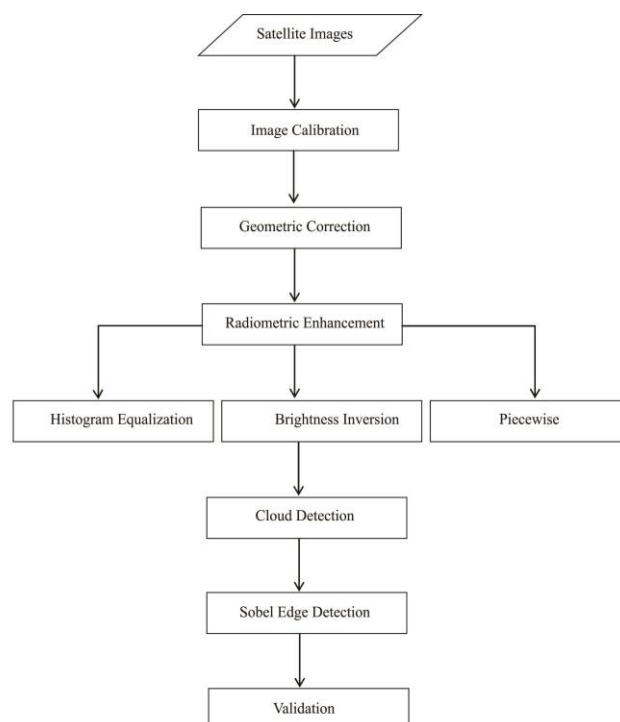 Satellite Images
Image Calibration
Geometric Correction
Radiometric Enhancement
Histogram Equalization
Brightness Inversion
Piecewise
Cloud Detection
Sobel Edge Detection
Validation